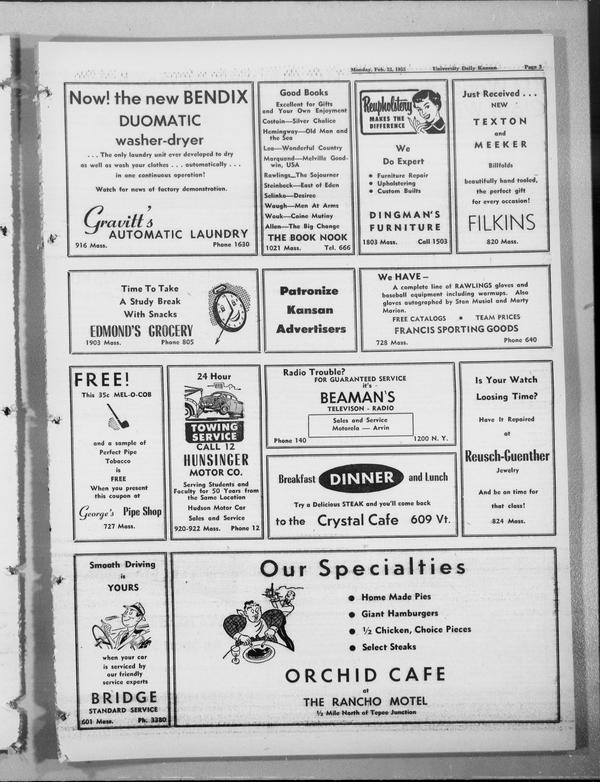 Monday, Feb. 23, 1953 University Daily Kansan Page 3
Now! the new BENDIX
DUOMATIC
washer-dryer
. . . The only laundry unit ever developed to dry
as well as wash your clothes . . . automatically . . .
in one continuous operation!
Watch for news of factory demonstration.
Gravitt's
AUTOMATIC LAUNDRY
916 Mass. Phone 1630
Good Books
Excellent for Gifts
and Your Own Enjoyment
Costain—Silver Chalice
Hemingway—Old Man and
the Sea
Lea—Wonderful Country
Marquand—Melville Good-
win, USA
Rawlings—The Sojourner
Steinbeck—East of Eden
Selinko—Desiree
Waugh—Men At Arms
Wouk—Caine Mutiny
Allen—The Big Change
THE BOOK NOOK
1021 Mass. Tel. 666
Reupholstery
MAKES THE
DIFFERENCE
We
Do Expert
• Furniture Repair
• Upholstering
• Custom Builts
DINGMAN'S
FURNITURE
1803 Mass. Call 1503
Just Received . . .
NEW
TEXTON
and
MEEKER
Billfolds
beautifully hand tooled,
the perfect gift
for every occasion!
FILKINS
820 Mass.
Time To Take
A Study Break
With Snacks
EDMOND'S GROCERY
1903 Mass. Phone 805
Patronize
Kansan
Advertisers
We HAVE —
A complete line of RAWLINGS gloves and
baseball equipment including warmups. Also
gloves autographed by Stan Musial and Marty
Marion.
FREE CATALOGS • TEAM PRICES
FRANCIS SPORTING GOODS
728 Mass. Phone 640
FREE!
This 35c MEL-O-COB
and a sample of
Perfect Pipe
Tobacco
is
FREE
When you present
this coupon at
George's Pipe Shop
727 Mass.
24 Hour
TOWING
SERVICE
CALL 12
HUNSINGER
MOTOR CO.
Serving Students and
Faculty for 50 Years from
the Same Location
Hudson Motor Car
Sales and Service
920-922 Mass. Phone 12
Radio Trouble?
FOR GUARANTEED SERVICE
it's
BEAMAN'S
TELEVISON - RADIO
Sales and Service
Motorola — Arvin
Phone 140 1200 N. Y.
Breakfast DINNER and Lunch
Try a Delicious STEAK and you'll come back
to the Crystal Cafe 609 Vt.
Is Your Watch
Loosing Time?
Have It Repaired
at
Reusch-Guenther
Jewelry
And be on time for
that class!
824 Mass.
Smooth Driving
is
YOURS
when your car
is serviced by
our friendly
service experts
BRIDGE
STANDARD SERVICE
601 Mass. Ph. 3380
Our Specialties
• Home Made Pies
• Giant Hamburgers
• ½ Chicken, Choice Pieces
• Select Steaks
ORCHID CAFE
at
THE RANCHO MOTEL
½ Mile North of Tepee Junction